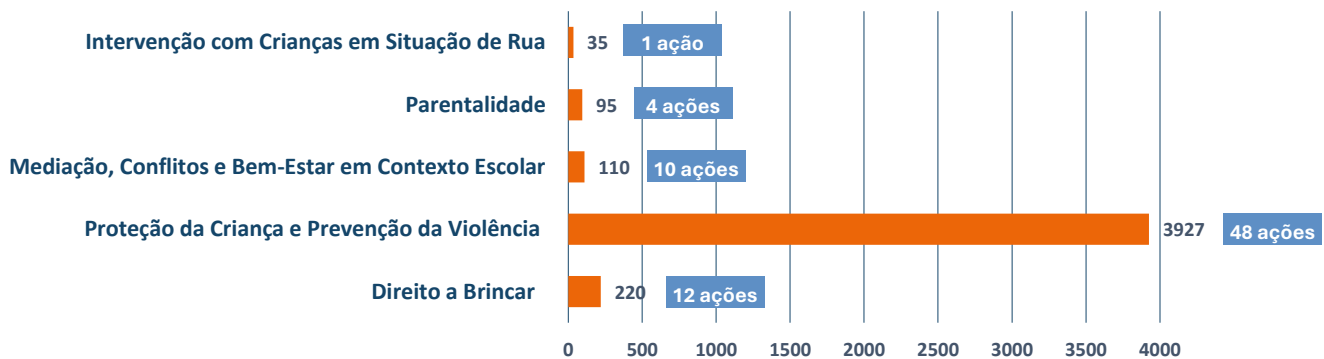 Intervenção com Crianças em Situação de Rua 35 1 ação
Parentalidade 95 4 ações
Mediação, Conflitos e Bem-Estar em Contexto Escolar 110 10 ações
Proteção da Criança e Prevenção da Violência 3927 48 ações
Direito a Brincar 220 12 ações
0 500 1000 1500 2000 2500 3000 3500 4000